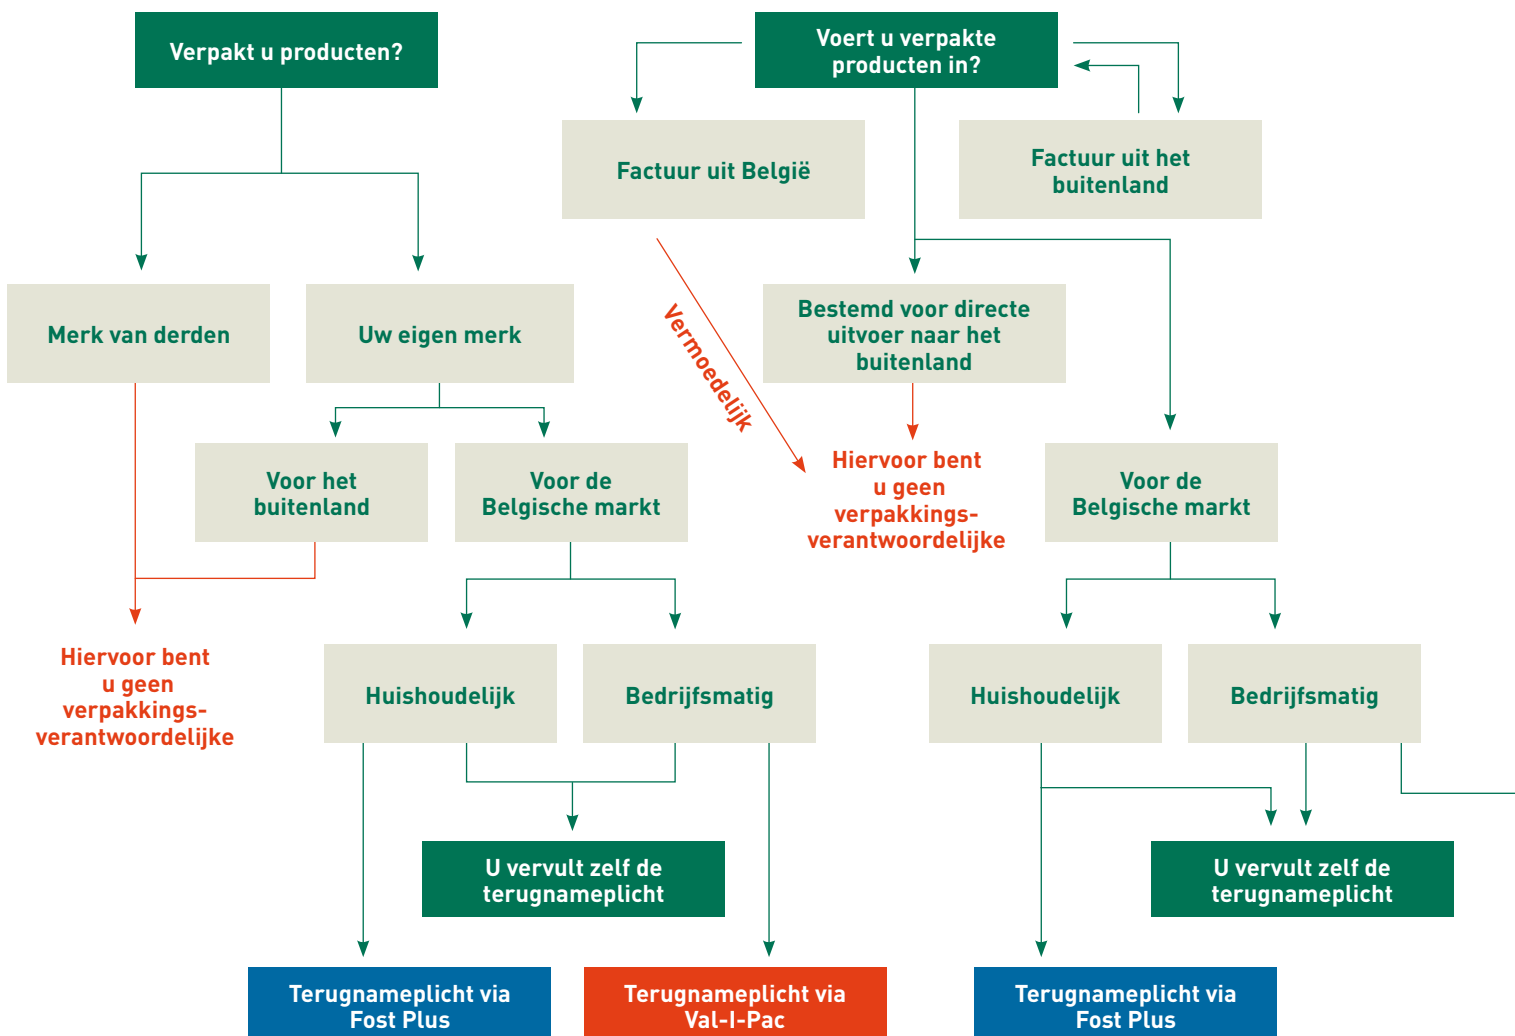 Verpakt u producten?
Voert u verpakte
producten in?
Factuur uit België
Factuur uit het
buitenland
Merk van derden
Uw eigen merk
Vermoedelijk
Bestemd voor directe
uitvoer naar het
buitenland
Voor het
buitenland
Voor de
Belgische markt
Hiervoor bent
u geen
verpakkings-
verantwoordelijke
Voor de
Belgische markt
Hiervoor bent
u geen
verpakkings-
verantwoordelijke
Huishoudelijk
Bedrijfsmatig
Huishoudelijk
Bedrijfsmatig
U vervult zelf de
terugnameplicht
U vervult zelf de
terugnameplicht
Terugnameplicht via
Fost Plus
Terugnameplicht via
Val-I-Pac
Terugnameplicht via
Fost Plus